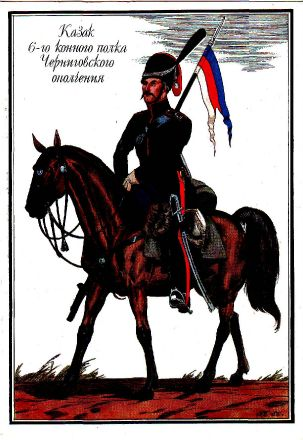 Казак
6-го конного полка
Черниговского
ополчения